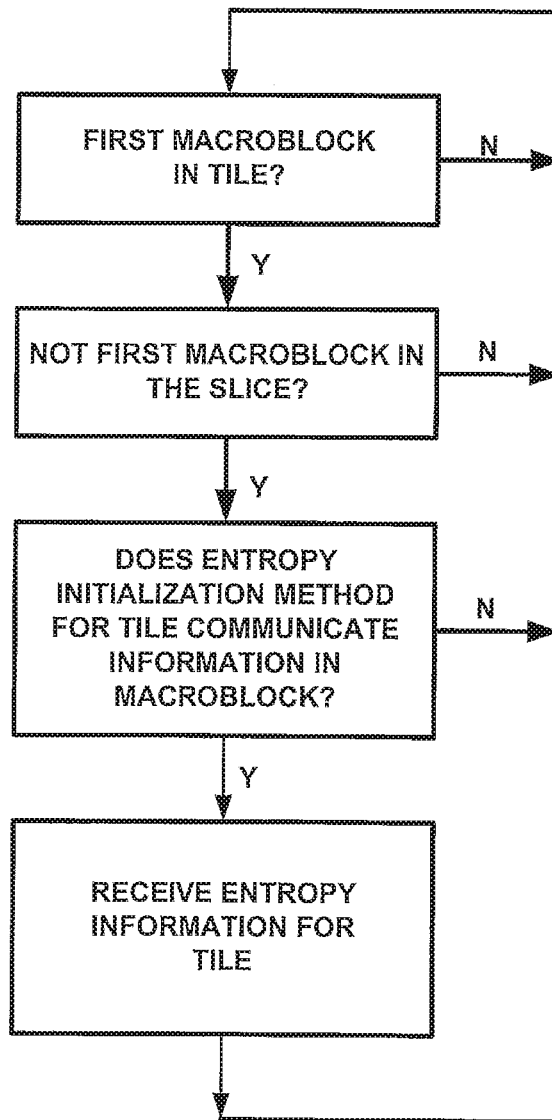 FIRST MACROBLOCK
IN TILE?
N
Y
NOT FIRST MACROBLOCK IN
THE SLICE?
N
Y
DOES ENTROPY
INITIALIZATION METHOD
FOR TILE COMMUNICATE
INFORMATION IN
MACROBLOCK?
N
Y
RECEIVE ENTROPY
INFORMATION FOR
TILE